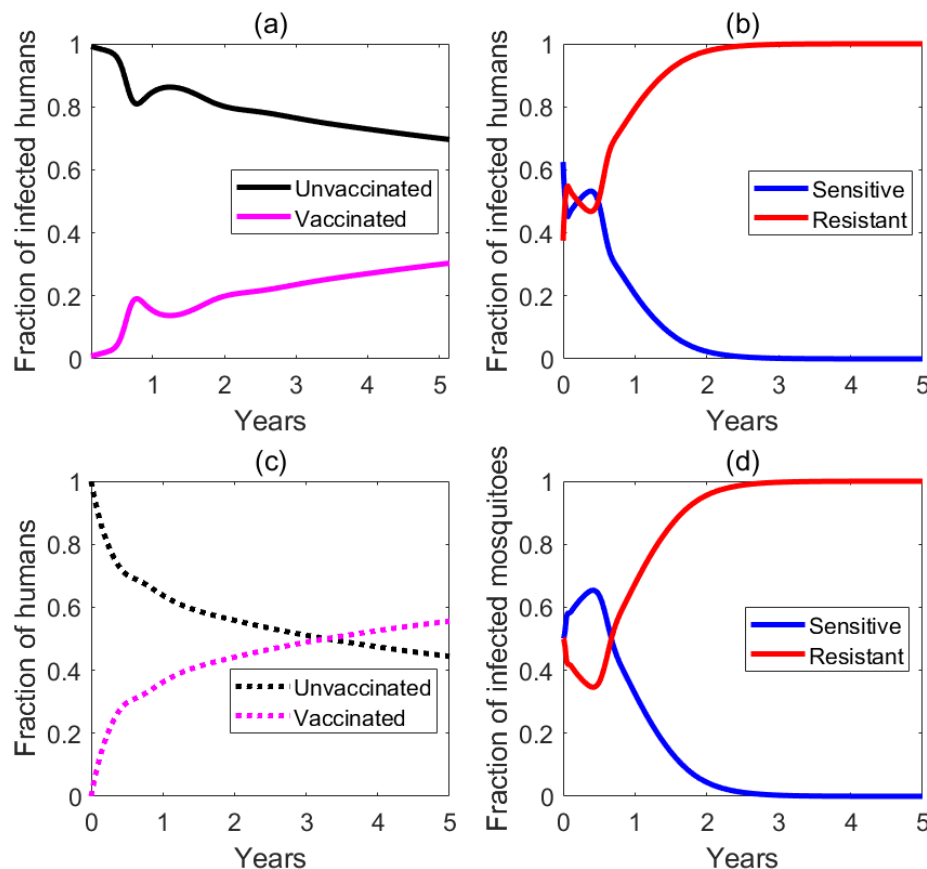 (a)
Fraction of infected humans
1
0.8
0.6
0.4
0.2
0
Unvaccinated
Vaccinated
1 2 3 4 5
Years
(b)
Fraction of infected humans
1
0.8
0.6
0.4
0.2
0
Sensitive
Resistant
0 1 2 3 4 5
Years
(c)
Fraction of humans
1
0.8
0.6
0.4
0.2
0
Unvaccinated
Vaccinated
0 1 2 3 4 5
Years
(d)
Fraction of infected mosquitoes
1
0.8
0.6
0.4
0.2
0
Sensitive
Resistant
0 1 2 3 4 5
Years